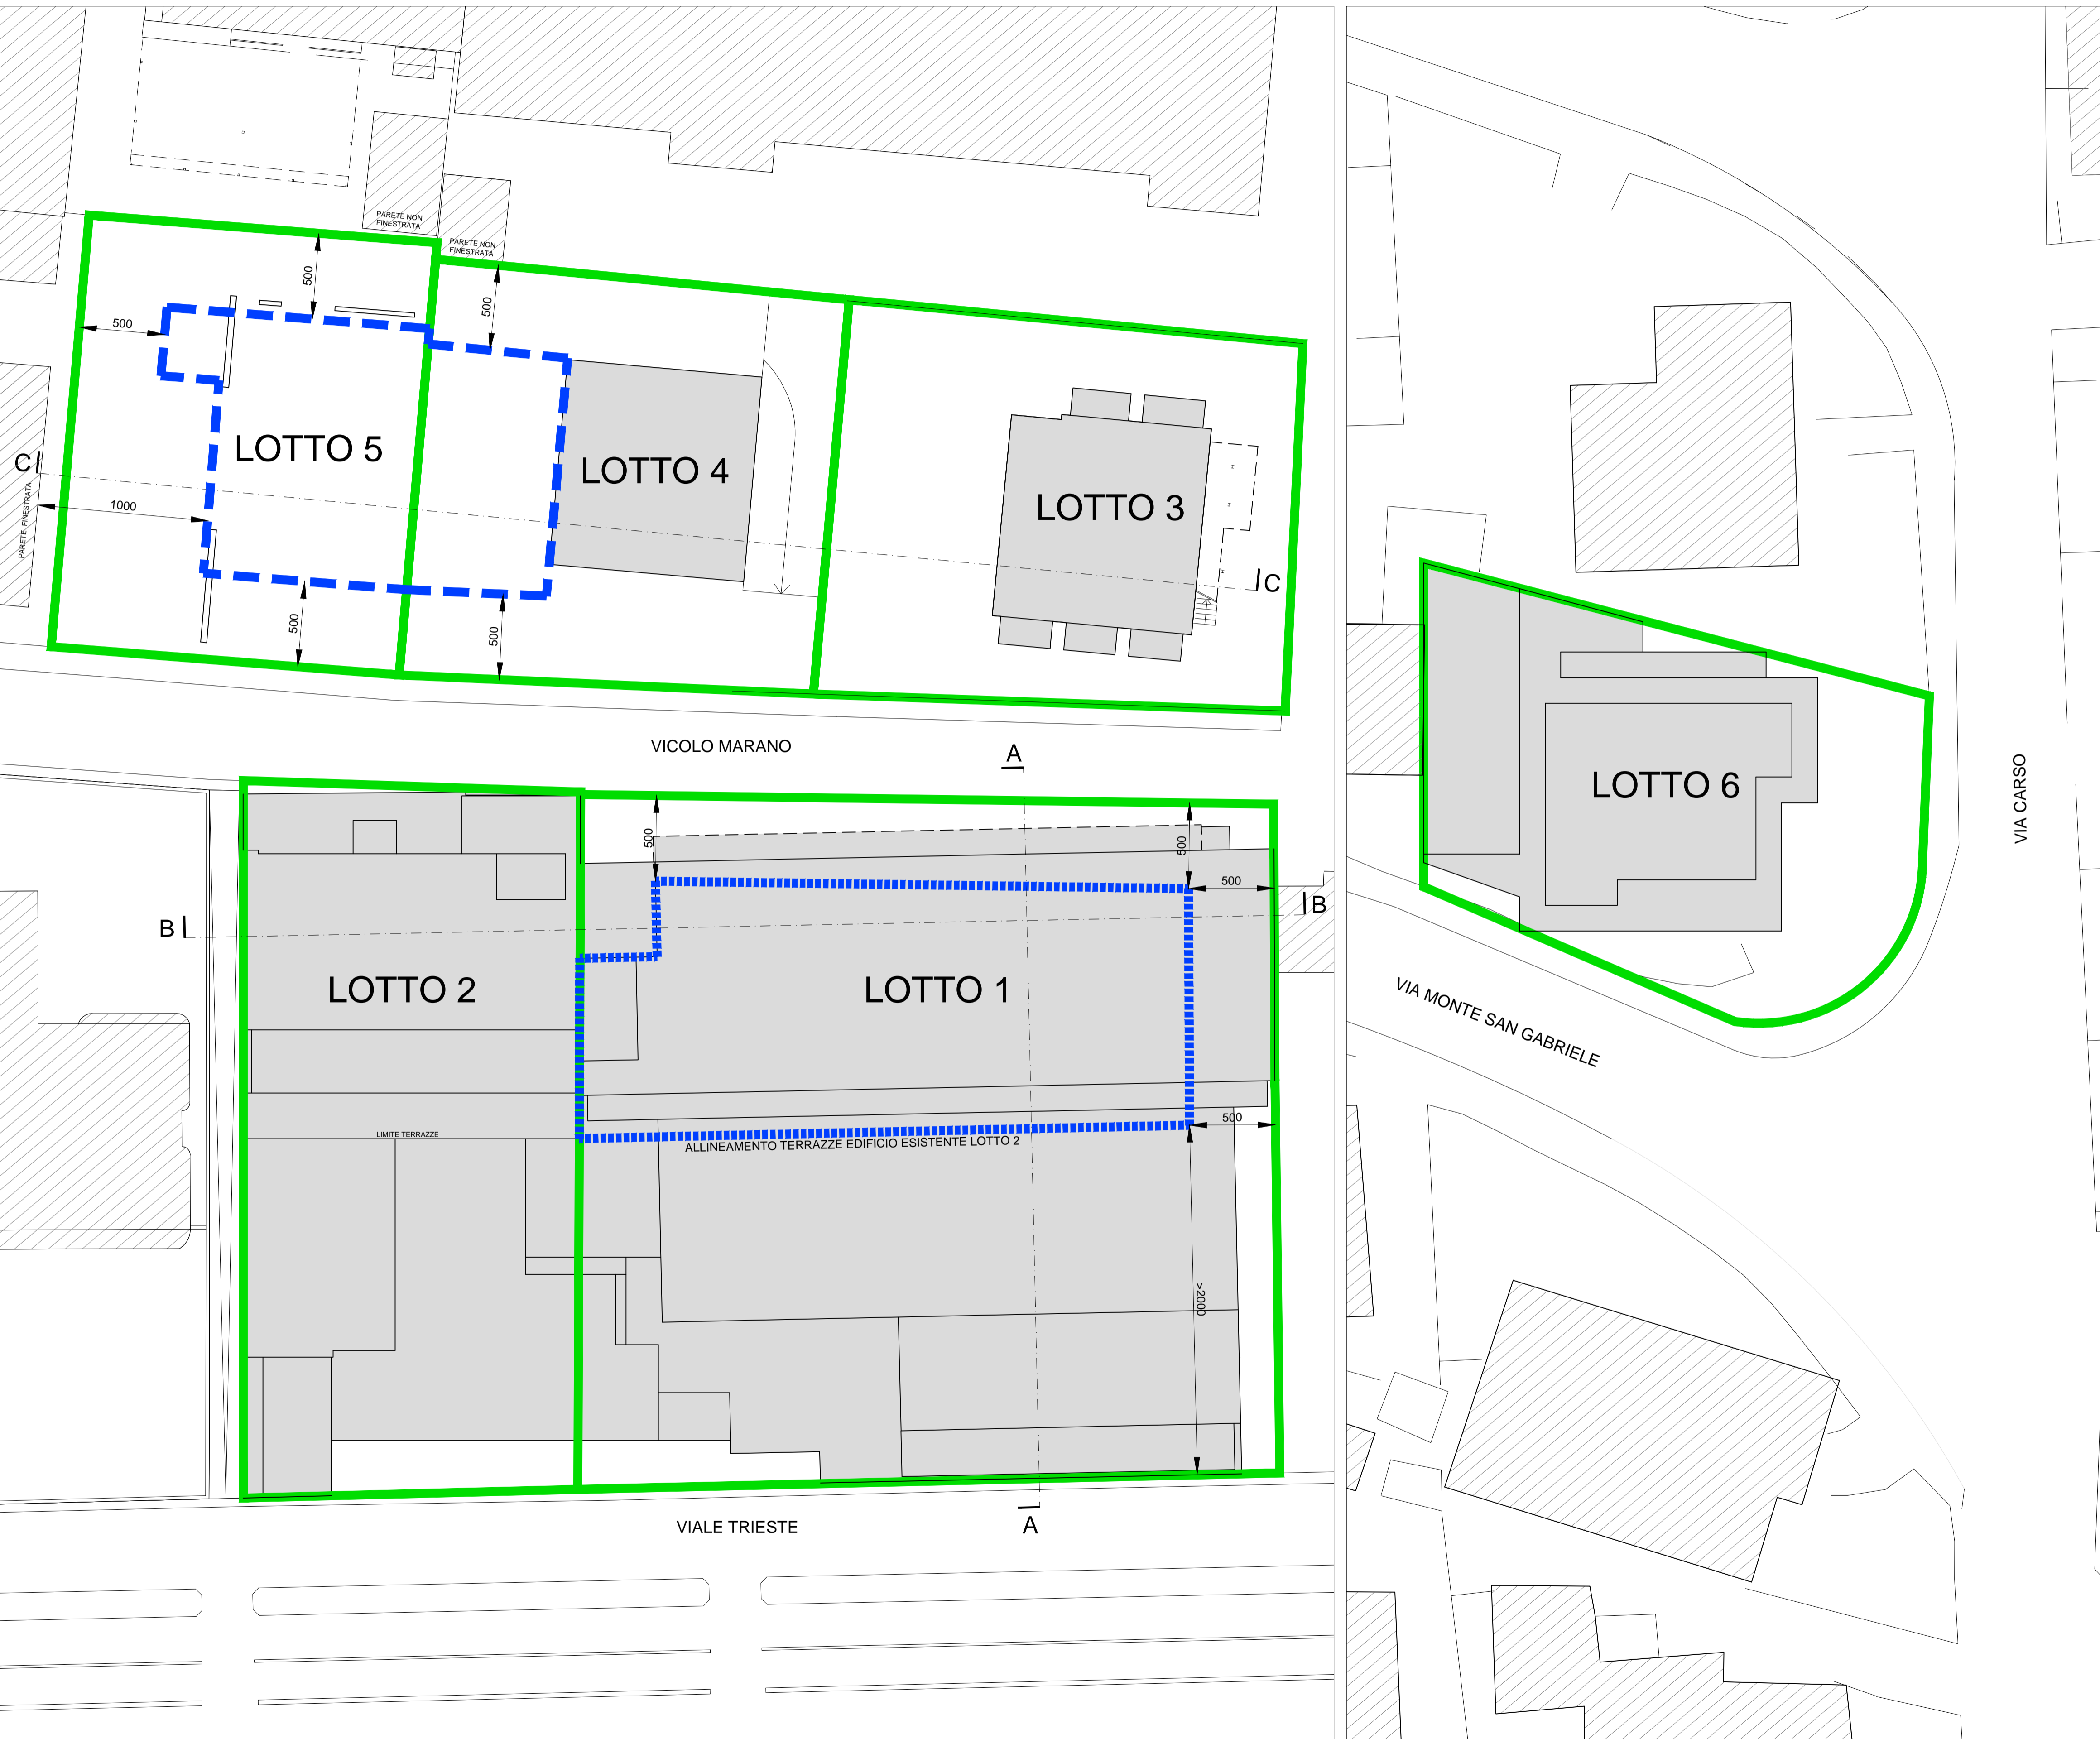 PARETE NON
FINESTRATA
PARETE NON
FINESTRATA
500
500
500
LOTTO 5
LOTTO 4
LOTTO 3
C
1000
PARETE FINESTRATA
C
500
500
VICOLO MARANO
A
500
500
500
B
B
LOTTO 2
LOTTO 1
500
LIMITE TERRAZZE
ALLINEAMENTO TERRAZZE EDIFICIO ESISTENTE LOTTO 2
>2000
VIALE TRIESTE
A
LOTTO 6
VIA CARSO
VIA MONTE SAN GABRIELE